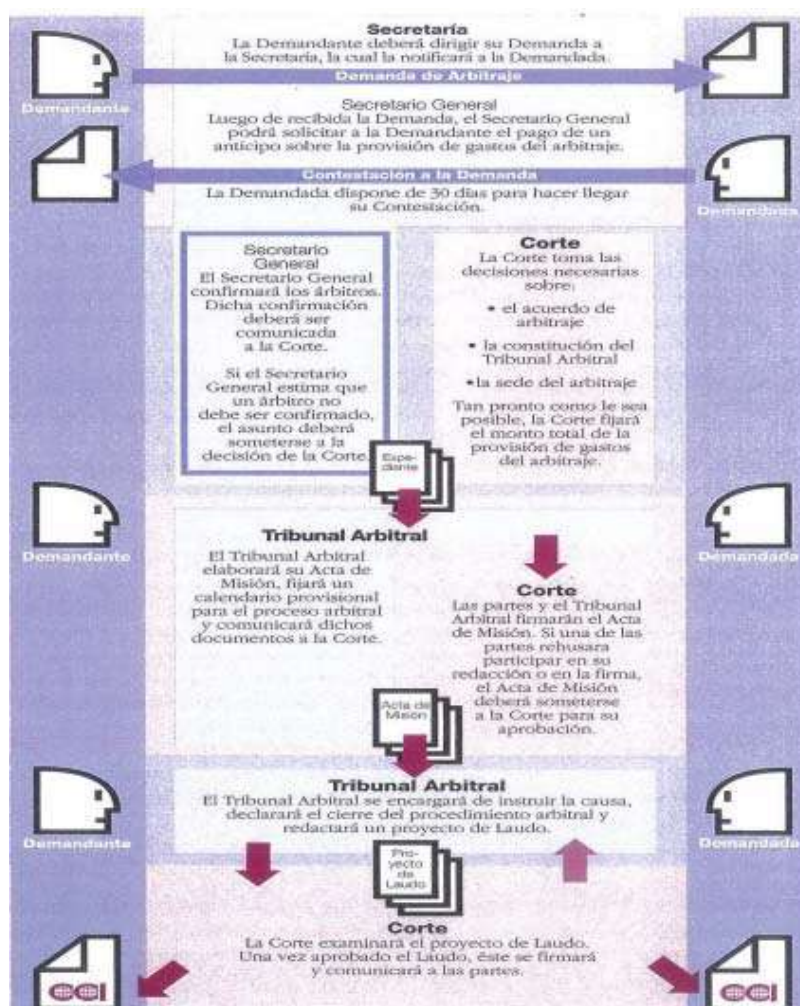 Secretaría
La Demandante deberá dirigir su Demanda a
la Secretaría, la cual la notificará a la Demandada.
Demanda de Arbitraje
Demandante
Secretario General
Luego de recibida la Demanda, el Secretario General
podrá solicitar a la Demandante el pago de un
anticipo sobre la provisión de gastos del arbitraje.
Contestación a la Demanda
La Demandada dispone de 30 días para hacer llegar
su Contestación.
Demandada
Secretario
General
El Secretario General
confirmará los árbitros.
Dicha confirmación
deberá ser
comunicada
a la Corte.
Si el Secretario
General estima que
un árbitro no
debe ser confirmado,
el asunto deberá
someterse a la
decisión de la Corte.
Corte
La Corte toma las
decisiones necesarias
sobre:
• el acuerdo de
arbitraje
• la constitución del
Tribunal Arbitral
• la sede del arbitraje
Tan pronto como le sea
posible, la Corte fijará
el monto total de la
provisión de gastos
del arbitraje.
Expe-
diente
Demandante
Demandada
Tribunal Arbitral
El Tribunal Arbitral
elaborará su Acta de
Misión, fijará un
calendario provisional
para el proceso arbitral
y comunicará dichos
documentos a la Corte.
Corte
Las partes y el Tribunal
Arbitral firmarán el Acta
de Misión. Si una de las
partes rehusara
participar en su
redacción o en la firma,
el Acta de Misión
deberá someterse
a la Corte para su
aprobación.
Acta de
Misión
Tribunal Arbitral
El Tribunal Arbitral se encargará de instruir la causa,
declarará el cierre del procedimiento arbitral y
redactará un proyecto de Laudo.
Demandante
Demandada
Pro-
yecto
de
Laudo
Corte
La Corte examinará el proyecto de Laudo.
Una vez aprobado el Laudo, éste se firmará
y comunicará a las partes.
CCI
CCI